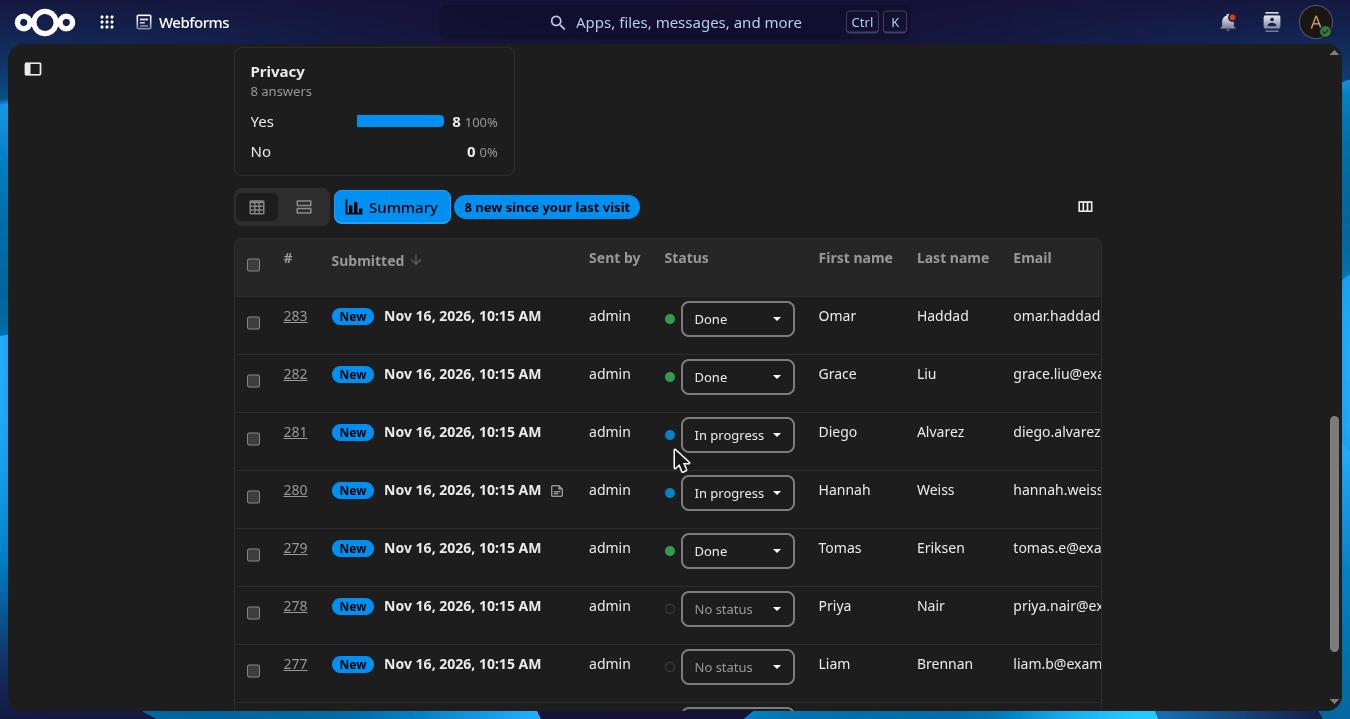 Webforms
Apps, files, messages, and more
Ctrl K
A
Privacy
8 answers
Yes 8 100%
No 0 0%
Summary
8 new since your last visit
# Submitted Sent by Status First name Last name Email
283 New Nov 16, 2026, 10:15 AM admin Done Omar Haddad omar.haddad
282 New Nov 16, 2026, 10:15 AM admin Done Grace Liu grace.liu@exa
281 New Nov 16, 2026, 10:15 AM admin In progress Diego Alvarez diego.alvarez
280 New Nov 16, 2026, 10:15 AM admin In progress Hannah Weiss hannah.weiss
279 New Nov 16, 2026, 10:15 AM admin Done Tomas Eriksen tomas.e@exa
278 New Nov 16, 2026, 10:15 AM admin No status Priya Nair priya.nair@ex
277 New Nov 16, 2026, 10:15 AM admin No status Liam Brennan liam.b@exam